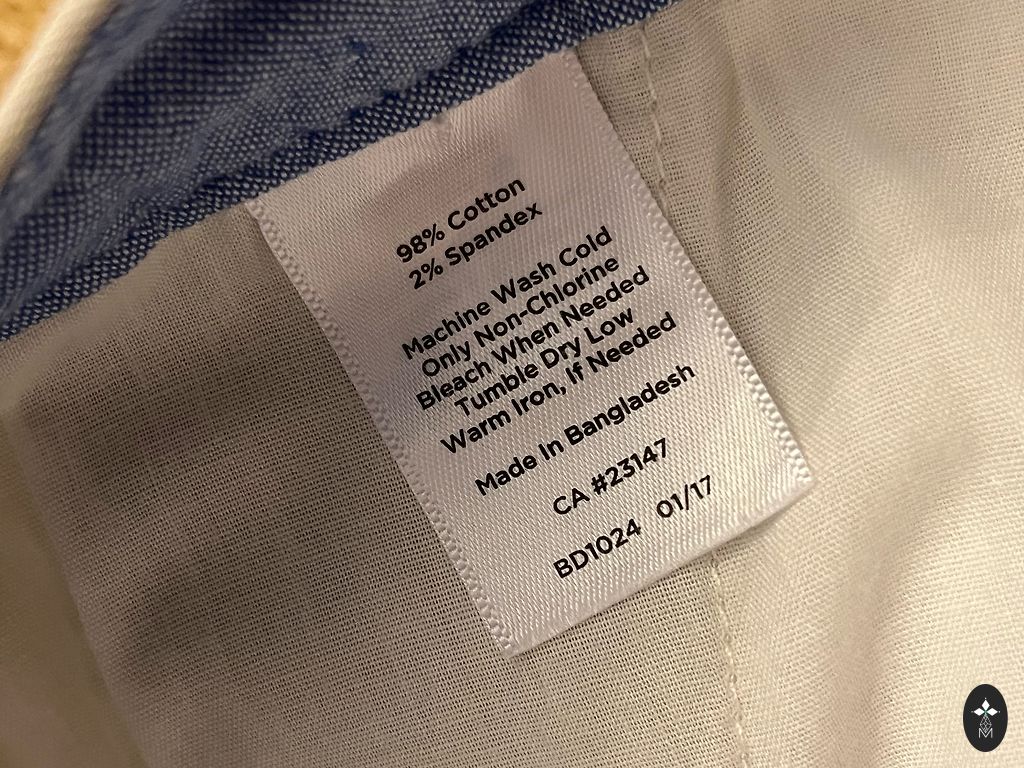 98% Cotton
2% Spandex
Machine Wash Cold
Only Non-Chlorine
Bleach When Needed
Tumble Dry Low
Warm Iron, If Needed
Made In Bangladesh
CA #23147
BD1024 01/17
M